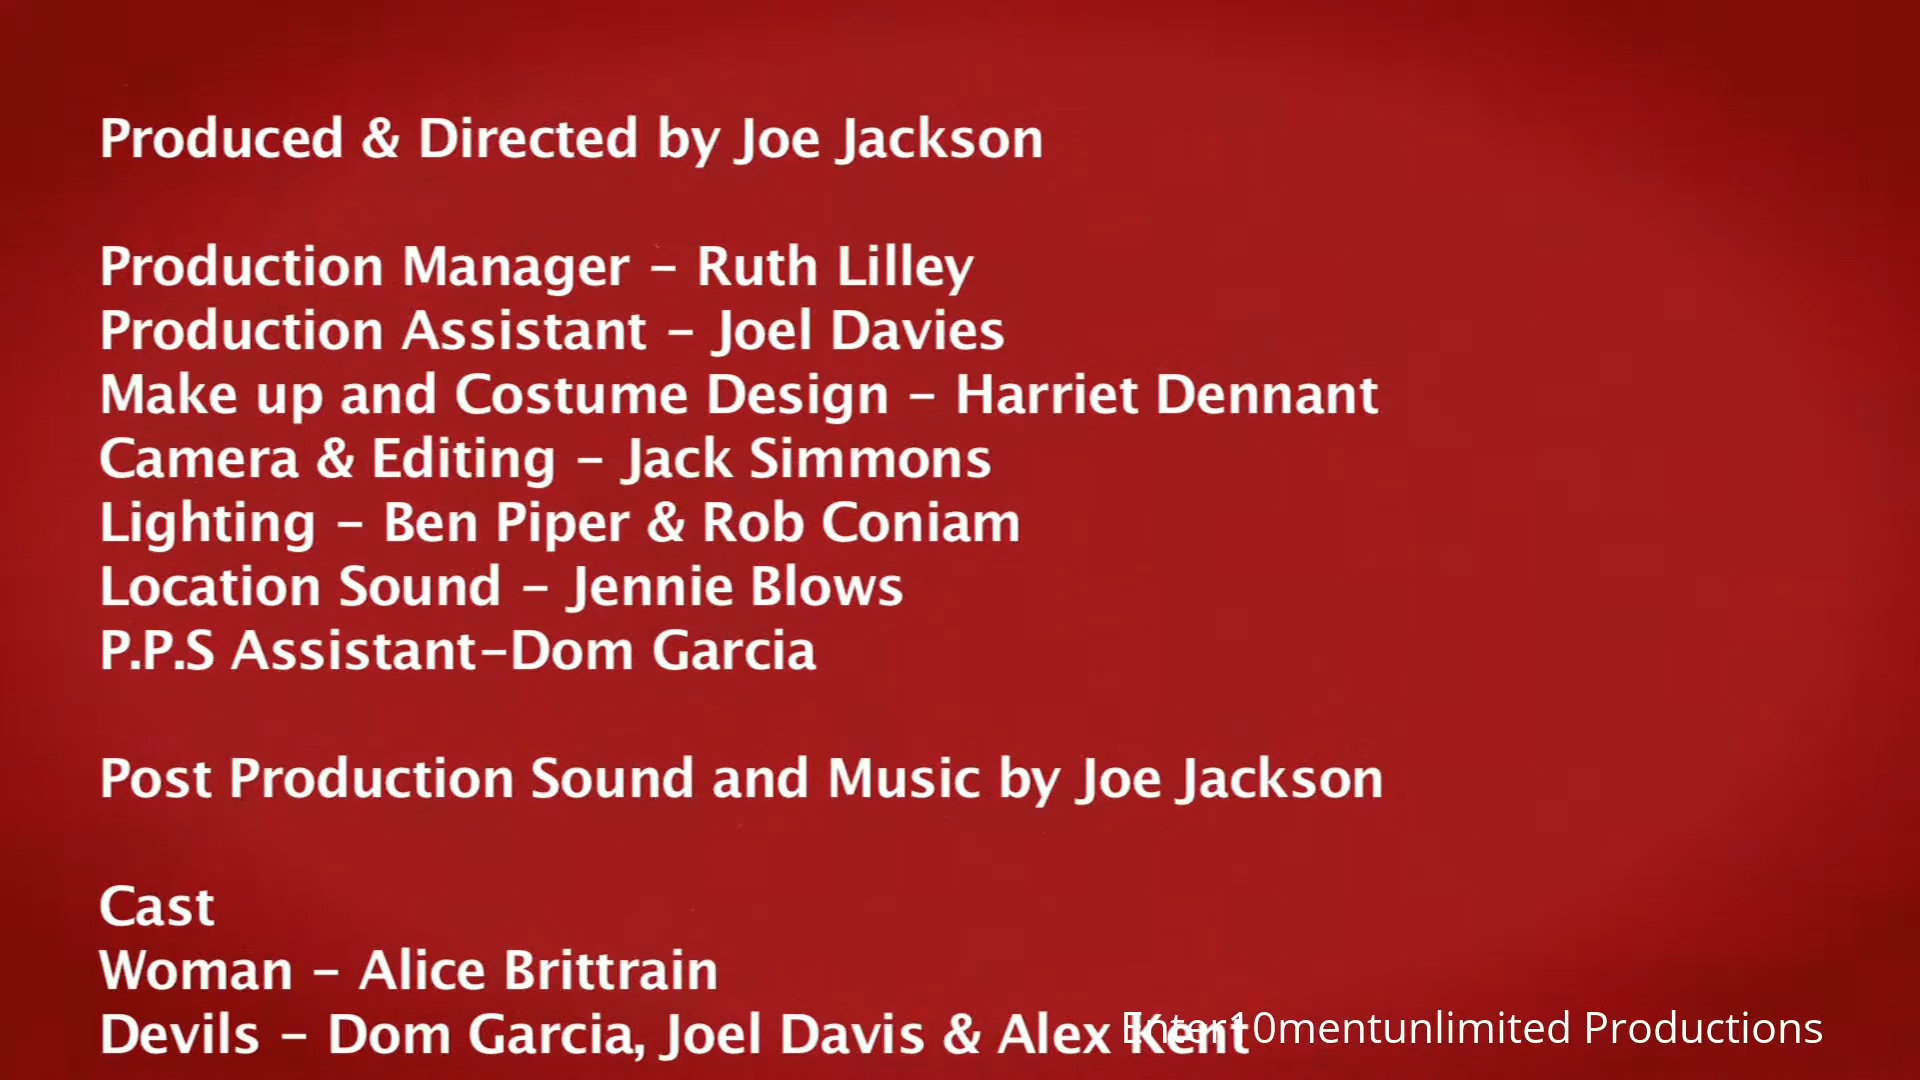 Produced & Directed by Joe Jackson
Production Manager - Ruth Lilley
Production Assistant - Joel Davies
Make up and Costume Design - Harriet Dennant
Camera & Editing - Jack Simmons
Lighting - Ben Piper & Rob Coniam
Location Sound - Jennie Blows
P.P.S Assistant-Dom Garcia
Post Production Sound and Music by Joe Jackson
Cast
Woman - Alice Brittrain
Devils - Dom Garcia, Joel Davis & Alex Kent
Enter10mentunlimited Productions